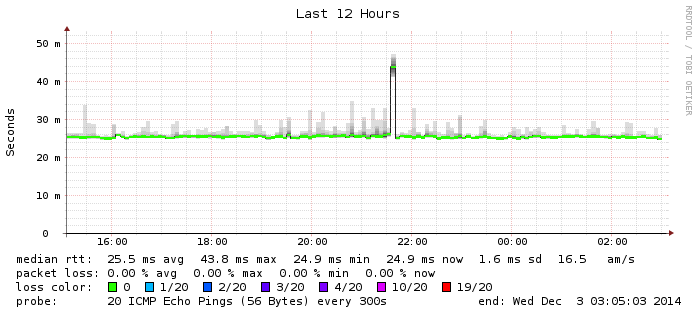 Last 12 Hours
RRDTOOL / TOBI OETIKER
Seconds
50 m
40 m
30 m
20 m
10 m
0
16:00 18:00 20:00 22:00 00:00 02:00
median rtt: 25.5 ms avg 43.8 ms max 24.9 ms min 24.9 ms now 1.6 ms sd 16.5 am/s
packet loss: 0.00 % avg 0.00 % max 0.00 % min 0.00 % now
loss color: 0 1/20 2/20 3/20 4/20 10/20 19/20
probe: 20 ICMP Echo Pings (56 Bytes) every 300s end: Wed Dec 3 03:05:03 2014